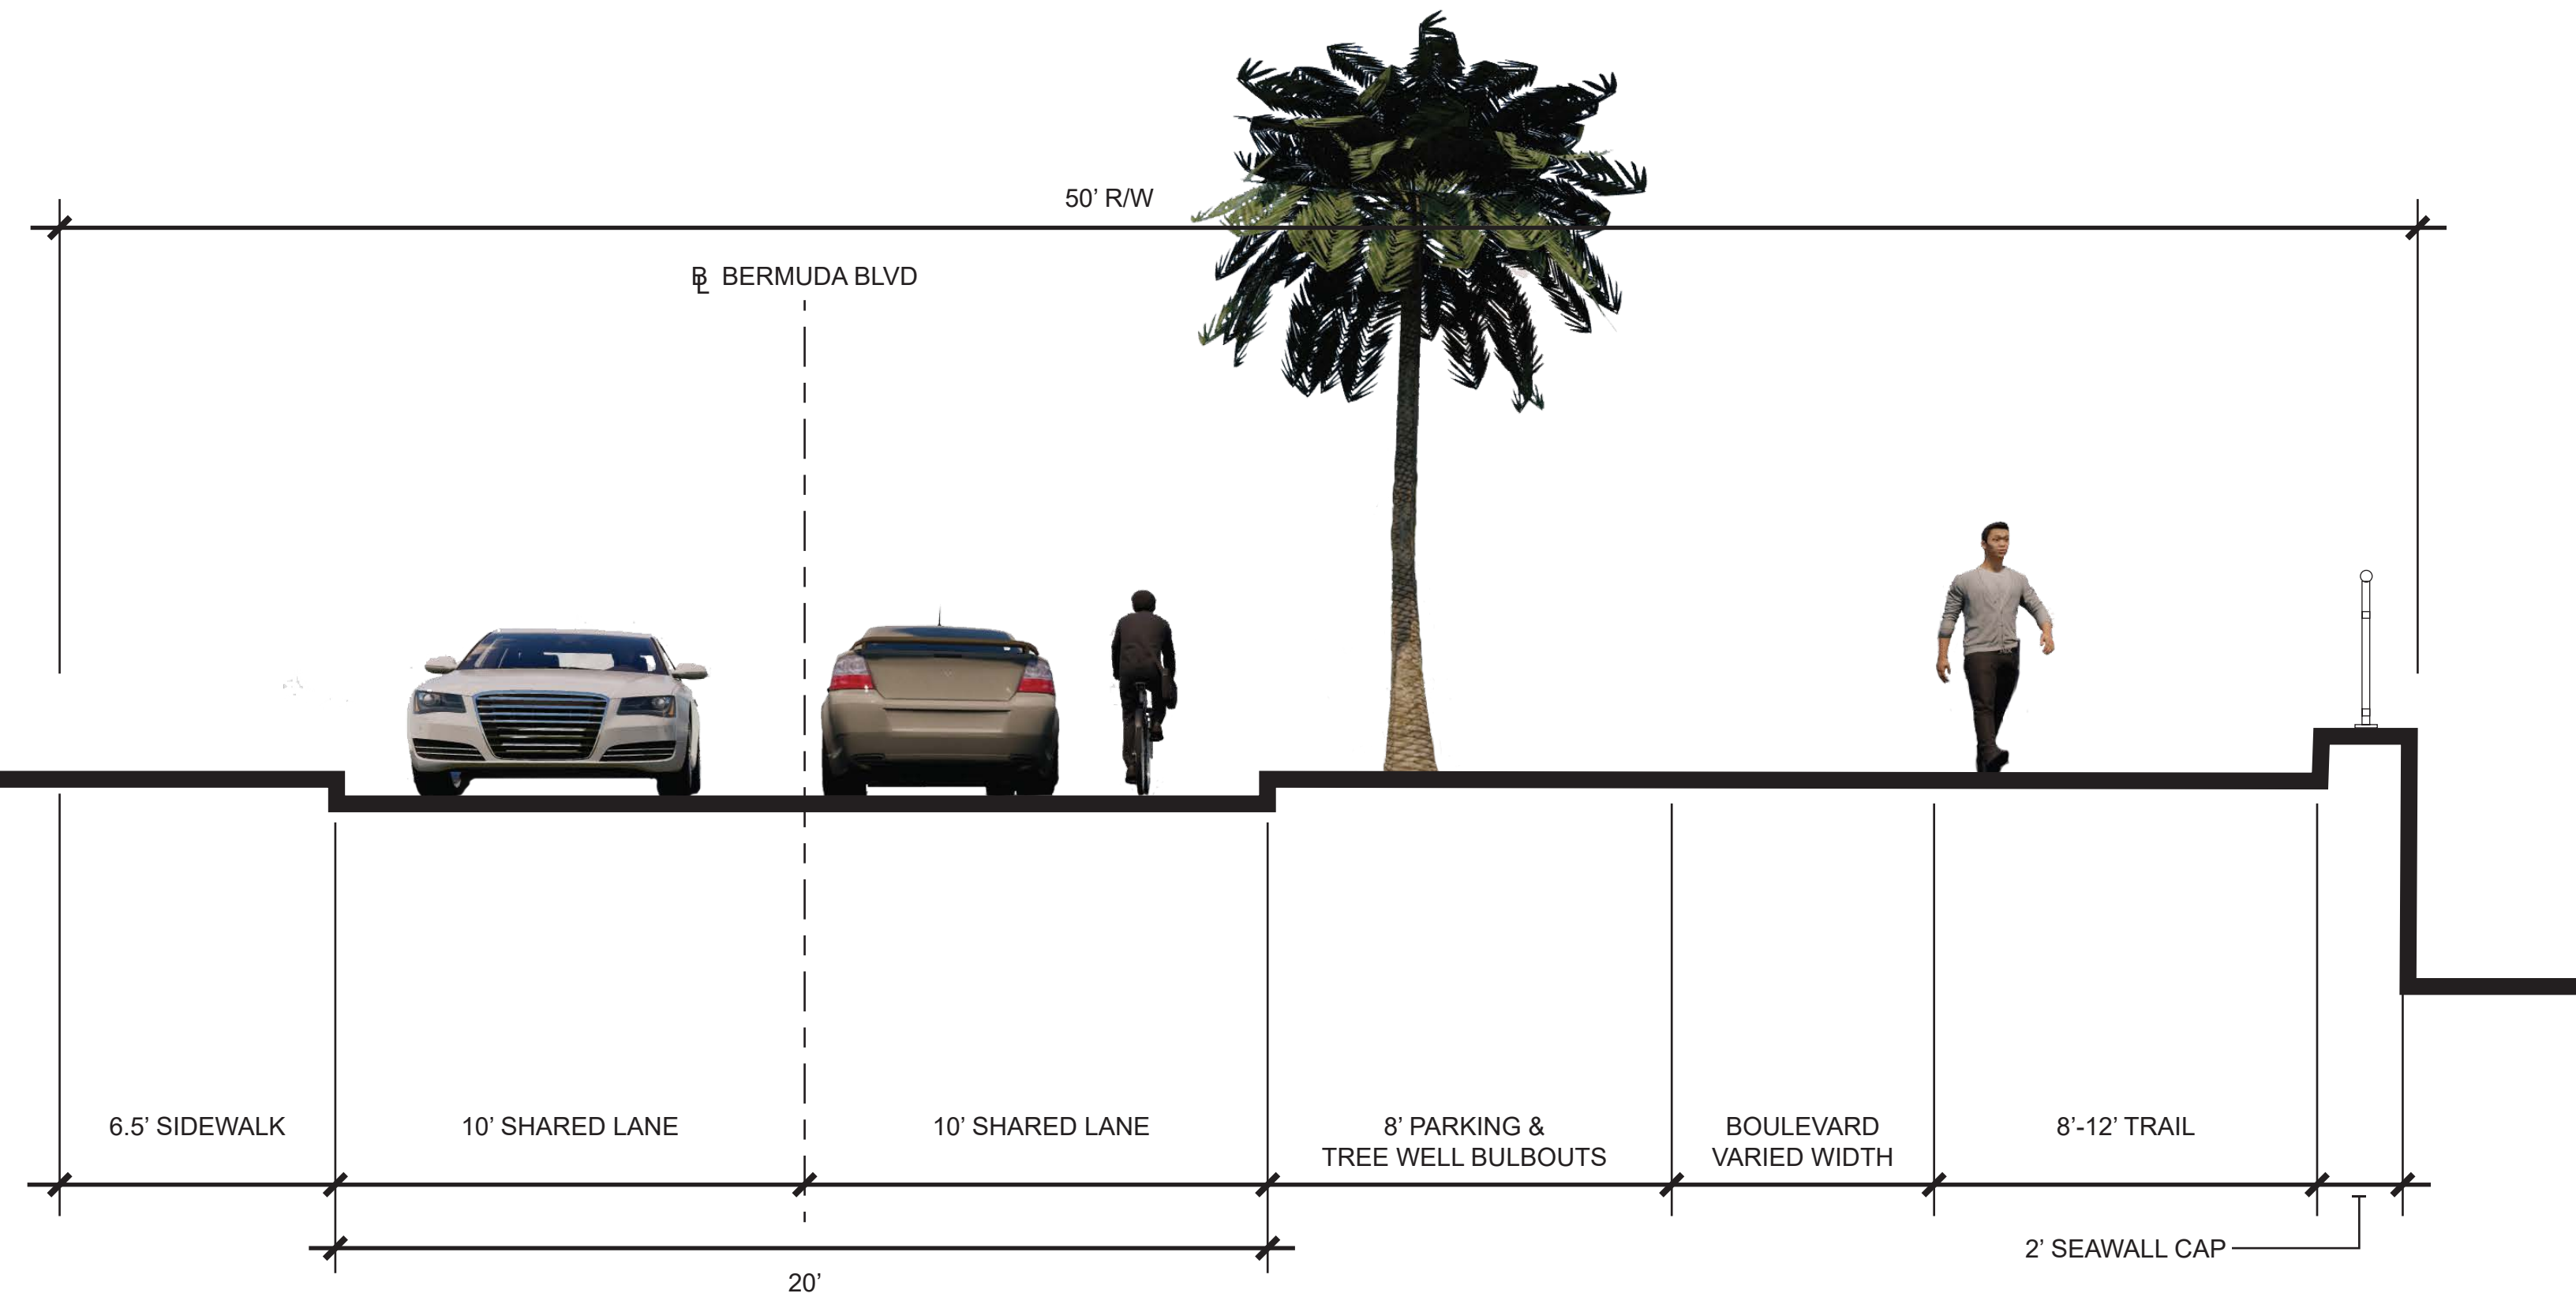 50’ R/W
BL BERMUDA BLVD
6.5’ SIDEWALK
10’ SHARED LANE
10’ SHARED LANE
8’ PARKING &
TREE WELL BULBOUTS
BOULEVARD
VARIED WIDTH
8’-12’ TRAIL
2’ SEAWALL CAP
20’